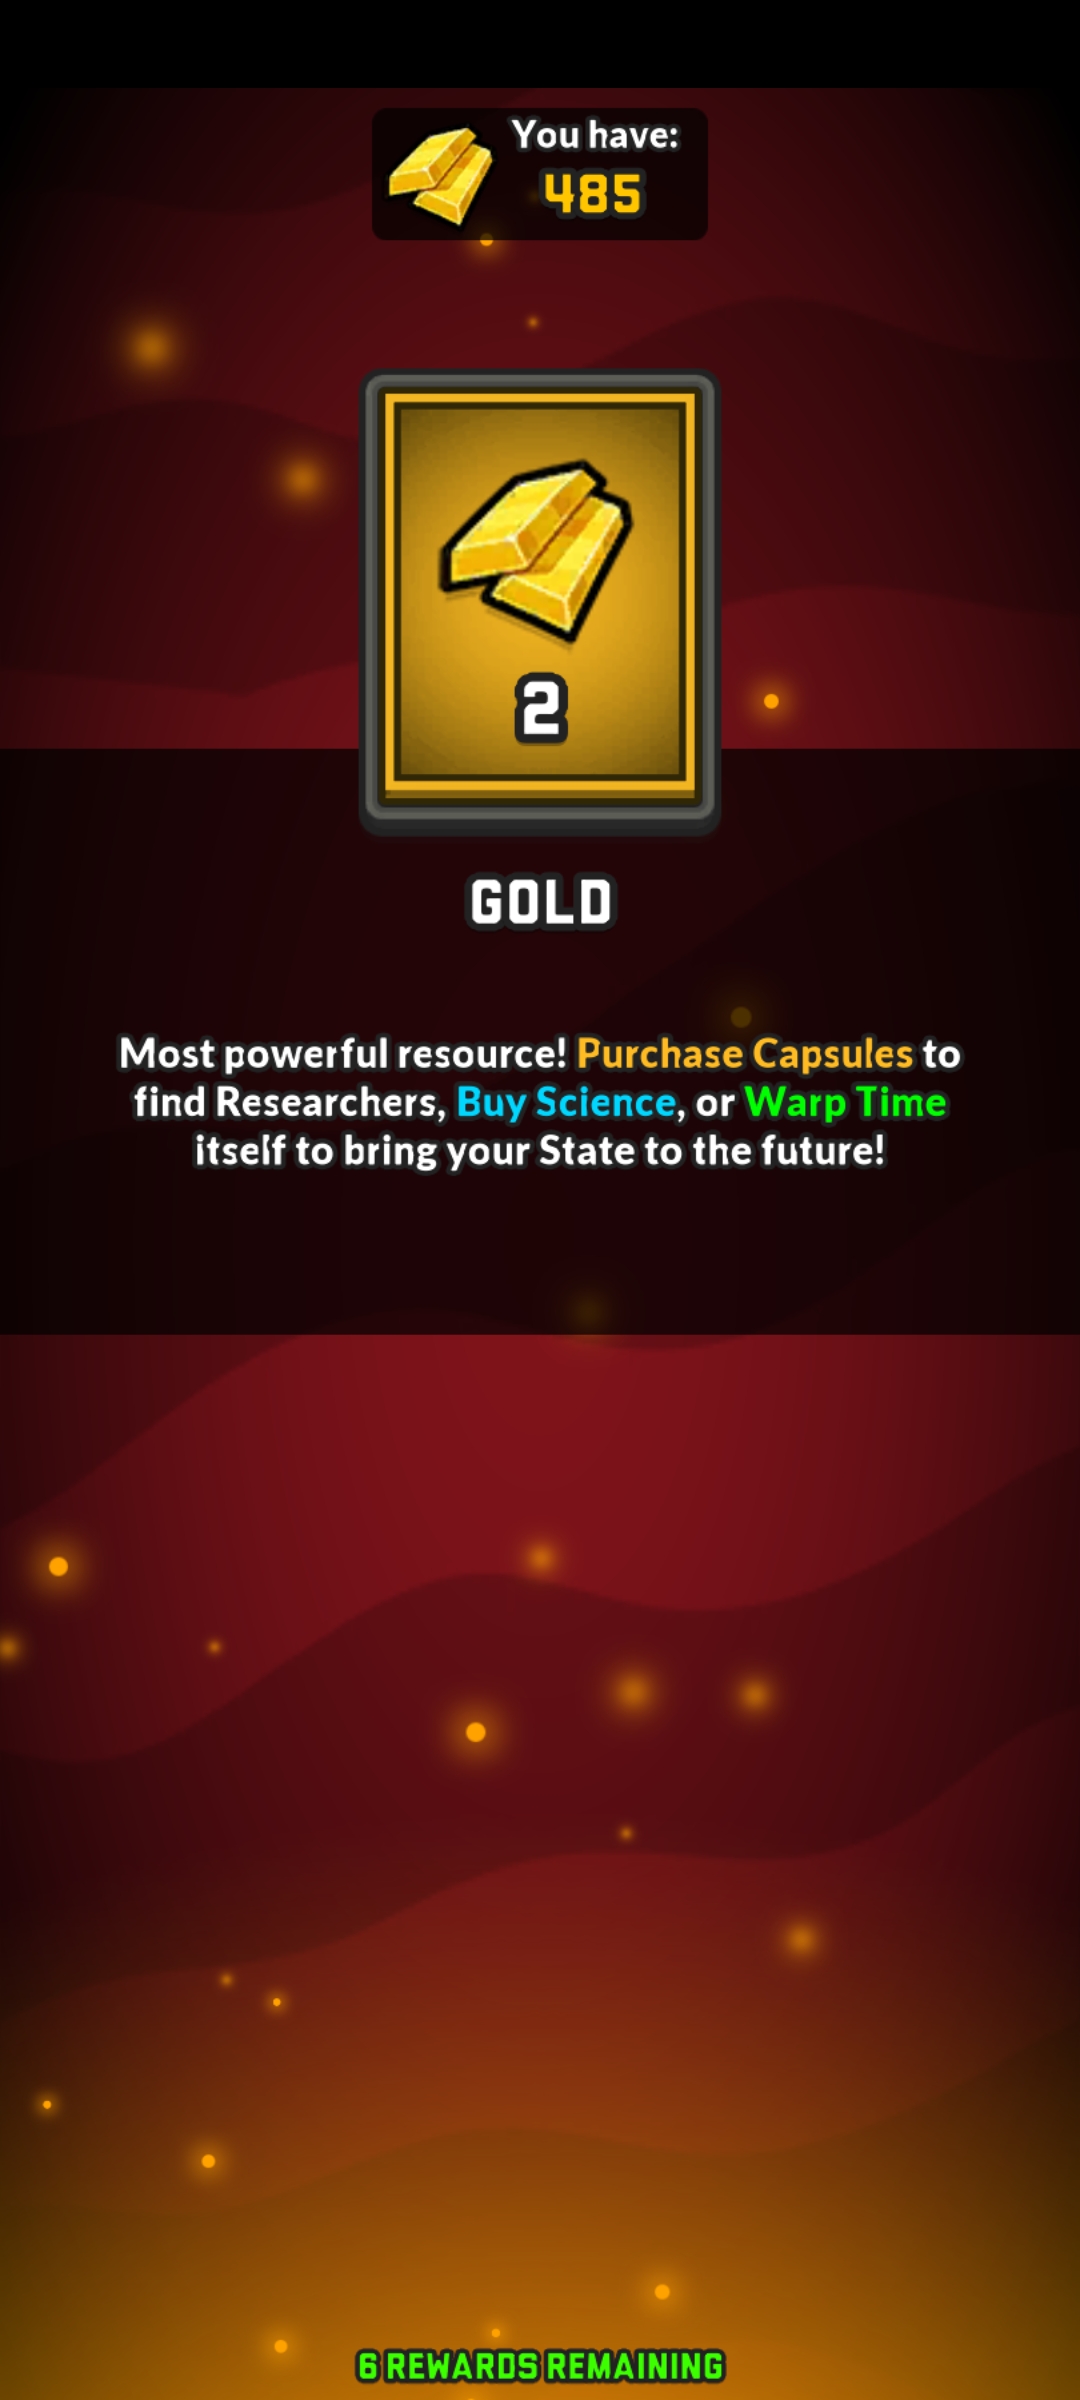 You have:
485
2
GOLD
Most powerful resource! Purchase Capsules to
find Researchers, Buy Science, or Warp Time
itself to bring your State to the future!
6 REWARDS REMAINING